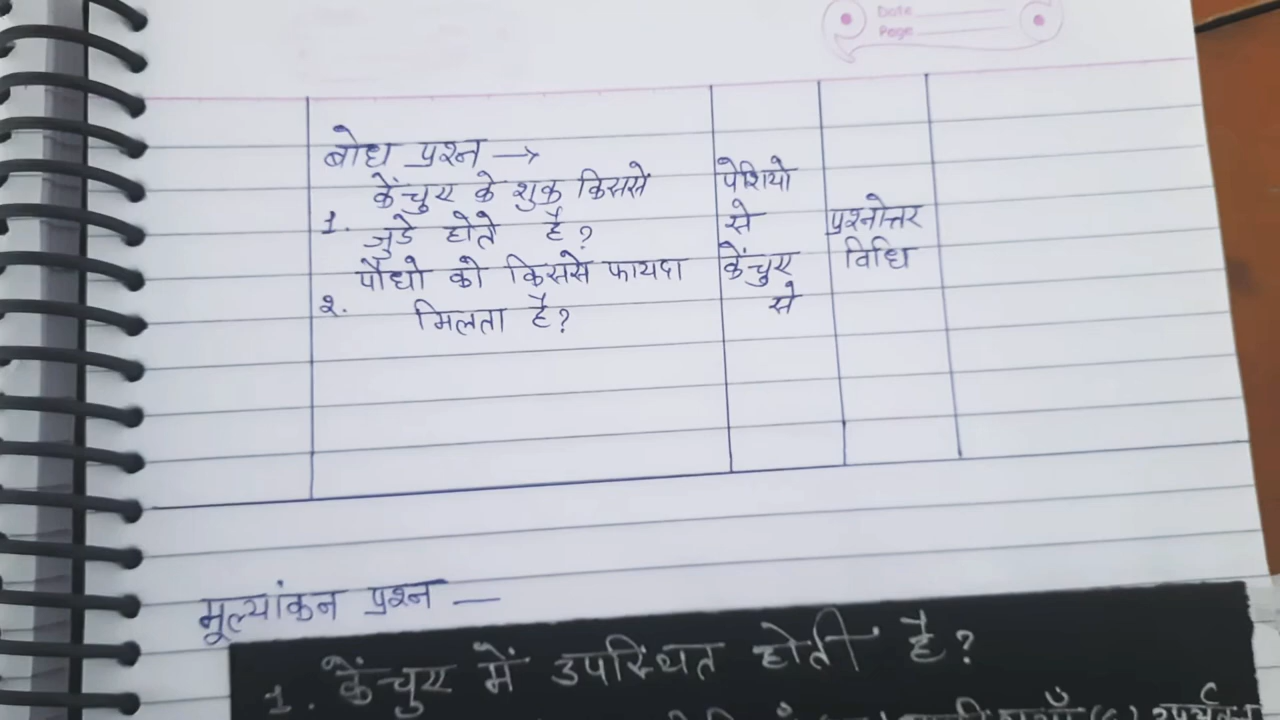 Date
Page
बोध प्रश्न →
1. केंचुए के शुक किससे
जुडे होते है?
2. पौधो को किससे फायदा
मिलता है?
पेशियो
से
केंचुए
से
प्रश्नोत्तर
विधि
मूल्यांकन प्रश्न —
1. केंचुए में उपस्थित होती है?